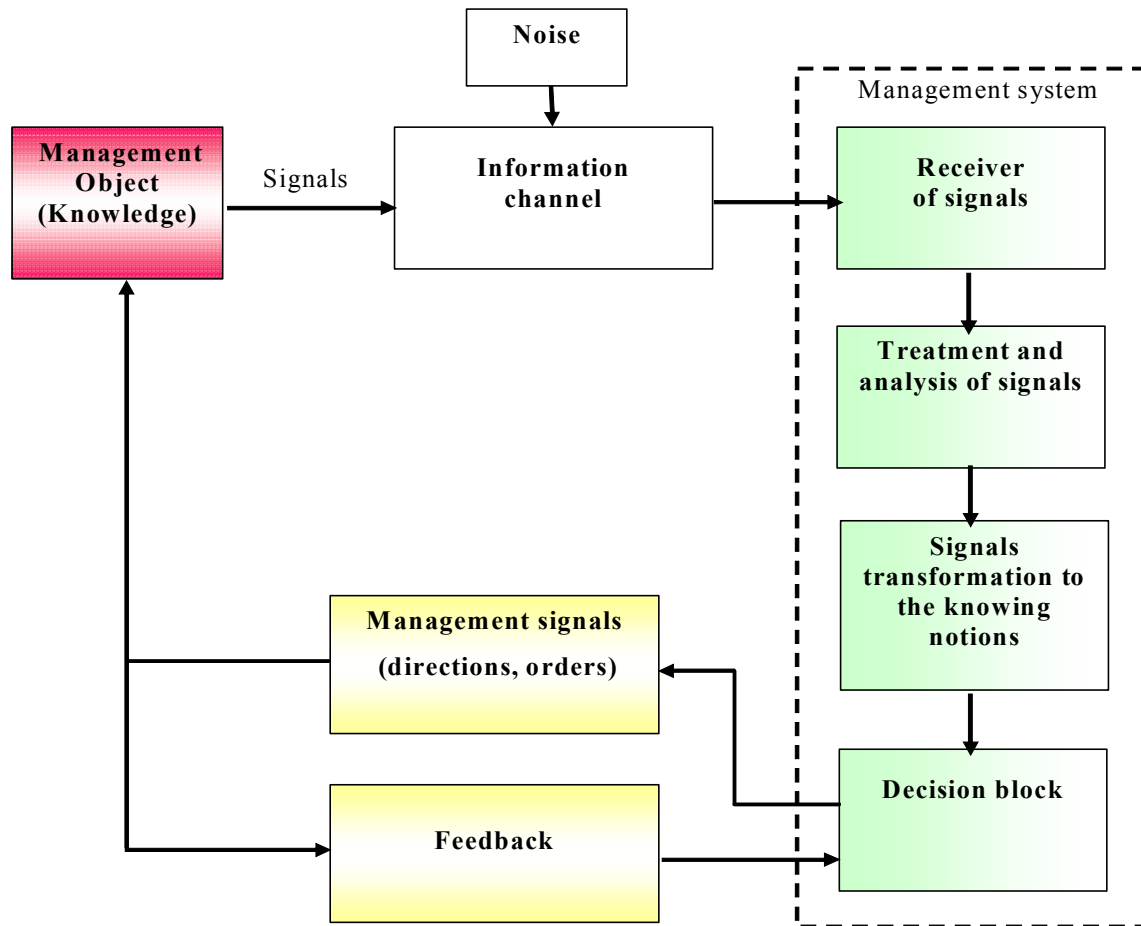 Noise
Management system
Management
Object
(Knowledge)
Signals
Information
channel
Receiver
of signals
Treatment and
analysis of signals
Signals
transformation to
the knowing
notions
Management signals
(directions, orders)
Decision block
Feedback